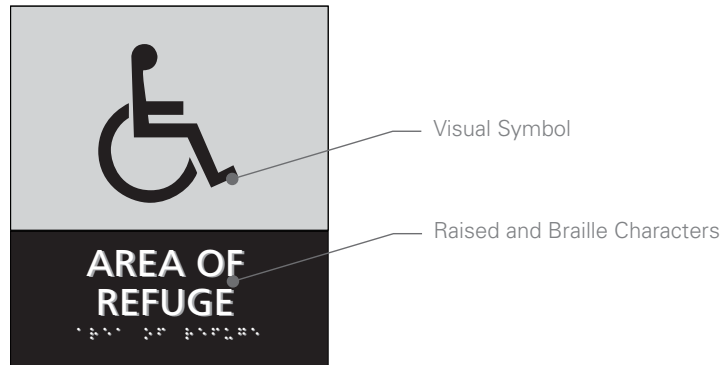 Visual Symbol
Raised and Braille Characters
AREA OF
REFUGE
⠁⠗⠑⠁ ⠕⠋ ⠗⠑⠋⠥⠛⠑